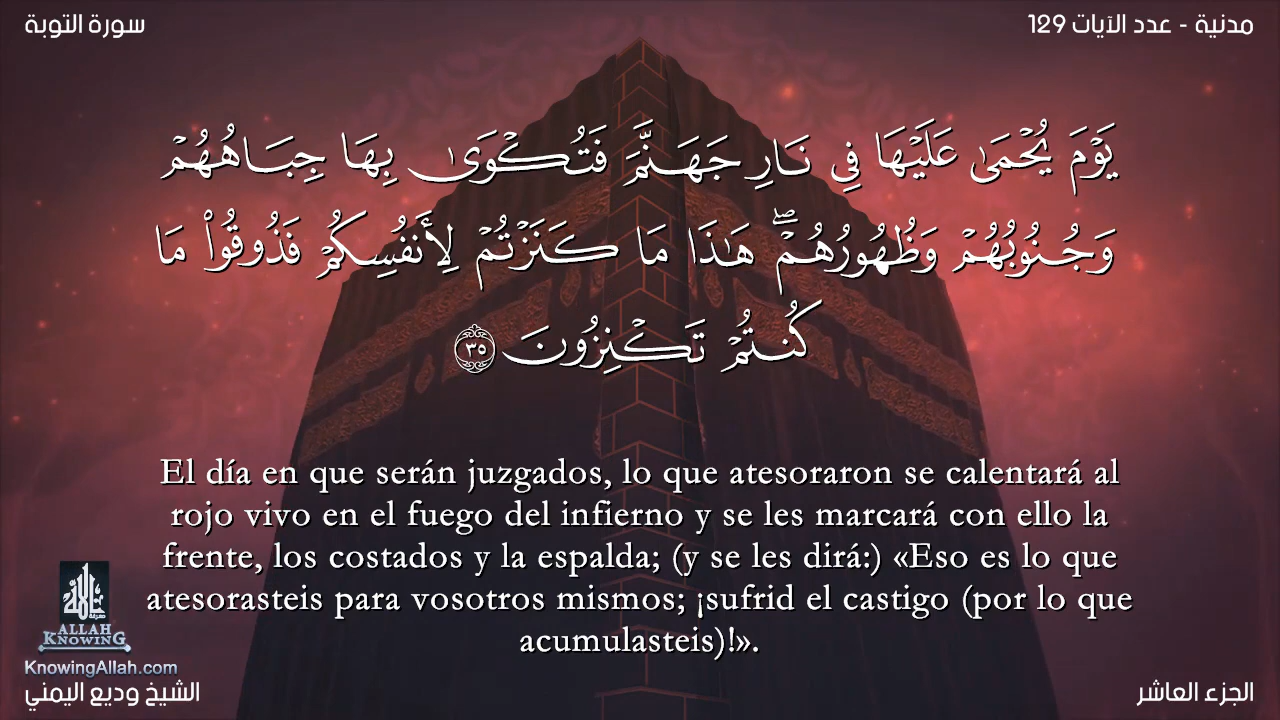 سورة التوبة
مدنية - عدد الآيات 129
يَوْمَ يُحْمَىٰ عَلَيْهَا فِي نَارِ جَهَنَّمَ فَتُكْوَىٰ بِهَا جِبَاهُهُمْ
وَجُنُوبُهُمْ وَظُهُورُهُمْ ۖ هَٰذَا مَا كَنَزْتُمْ لِأَنفُسِكُمْ فَذُوقُوا۟ مَا
كُنتُمْ تَكْنِزُونَ ٣٥
El día en que serán juzgados, lo que atesoraron se calentará al
rojo vivo en el fuego del infierno y se les marcará con ello la
frente, los costados y la espalda; (y se les dirá:) «Eso es lo que
atesorasteis para vosotros mismos; ¡sufrid el castigo (por lo que
acumulasteis)!».
معرفة الله
ALLAH
KNOWING
KnowingAllah.com
الشيخ وديع اليمني
الجزء العاشر